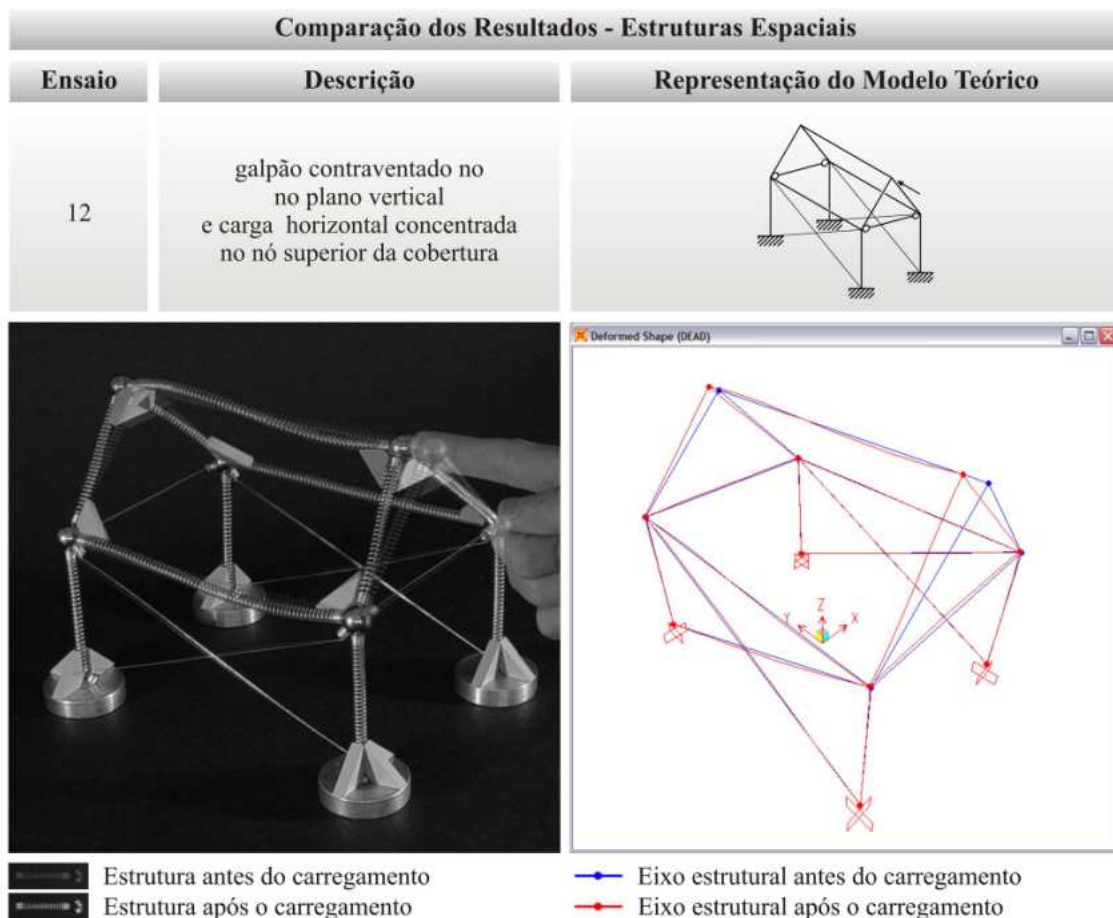 Comparação dos Resultados - Estruturas Espaciais
Ensaio
Descrição
Representação do Modelo Teórico
12
galpão contraventado no
no plano vertical
e carga horizontal concentrada
no nó superior da cobertura
Deformed Shape (DEAD)
Y
Z
X
Estrutura antes do carregamento
Estrutura após o carregamento
Eixo estrutural antes do carregamento
Eixo estrutural após o carregamento